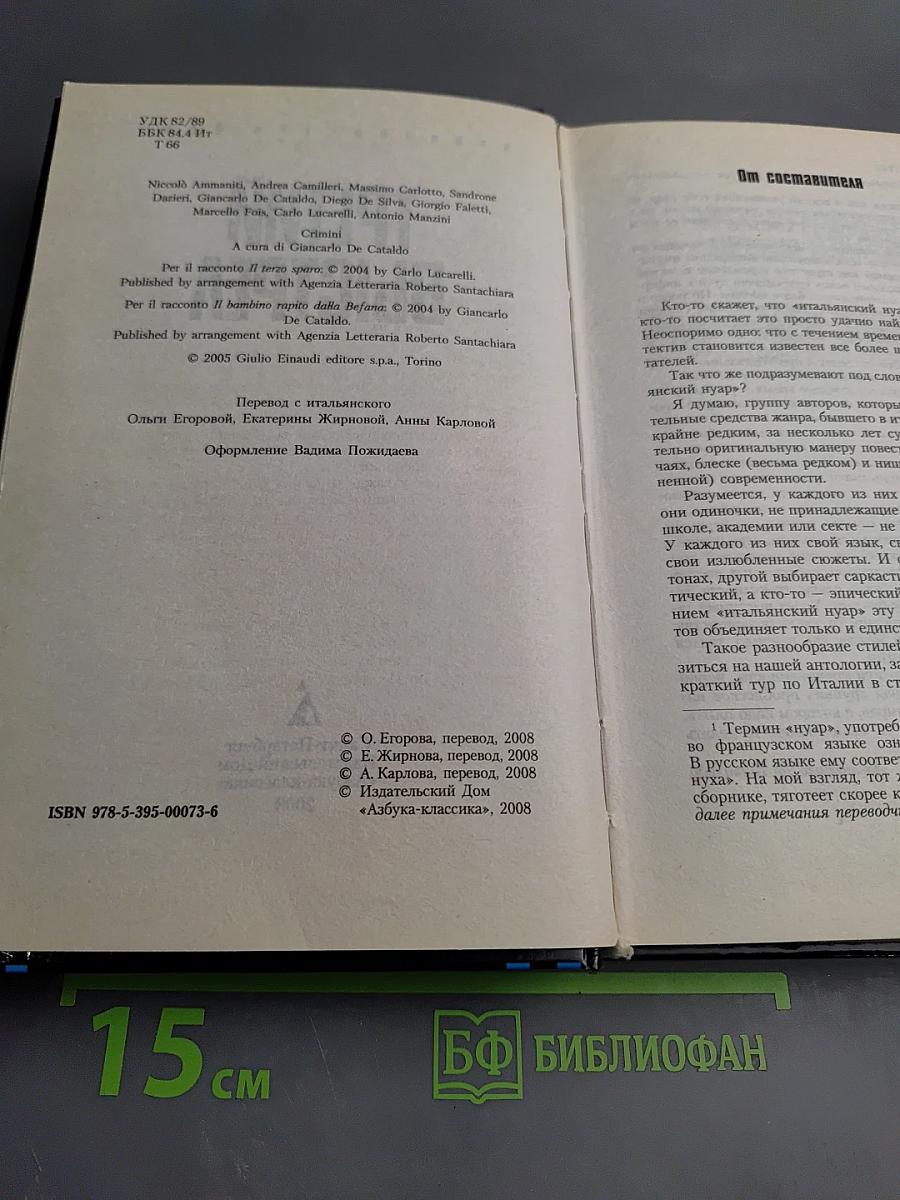 УДК 82/89
ББК 84.4 Ит
Т 66
Niccolò Ammaniti, Andrea Camilleri, Massimo Carlotto, Sandrone
Dazieri, Giancarlo De Cataldo, Diego De Silva, Giorgio Faletti,
Marcello Fois, Carlo Lucarelli, Antonio Manzini
Crimini
A cura di Giancarlo De Cataldo
Per il racconto Il terzo sparo: © 2004 by Carlo Lucarelli.
Published by arrangement with Agenzia Letteraria Roberto Santachiara
Per il racconto Il bambino rapito dalla Befana: © 2004 by Giancarlo
De Cataldo.
Published by arrangement with Agenzia Letteraria Roberto Santachiara
© 2005 Giulio Einaudi editore s.p.a., Torino
Перевод с итальянского
Ольги Егоровой, Екатерины Жирновой, Анны Карловой
Оформление Вадима Пожидаева
© О. Егорова, перевод, 2008
© Е. Жирнова, перевод, 2008
© А. Карлова, перевод, 2008
© Издательский Дом
«Азбука-классика», 2008
ISBN 978-5-395-00073-6
От составителя
Кто-то скажет, что «итальянский нуа
кто-то посчитает это просто удачно най
Неоспоримо одно: что с течением времен
тектив становится известен все более ш
тателей.
Так что же подразумевают под слов
янский нуар»?
Я думаю, группу авторов, которы
тельные средства жанра, бывшего в ит
крайне редким, за несколько лет су
тельно оригинальную манеру повест
чаях, блеске (весьма редком) и нищ
ненной) современности.
Разумеется, у каждого из них
они одиночки, не принадлежащие
школе, академии или секте — не
У каждого из них свой язык, св
свои излюбленные сюжеты. И о
тонах, другой выбирает саркасти
тический, а кто-то — эпический
нием «итальянский нуар» эту
тов объединяет только и единст
Такое разнообразие стилей
зиться на нашей антологии, за
краткий тур по Италии в ст
1 Термин «нуар», употреб
во французском языке озн
В русском языке ему соответ
нуха». На мой взгляд, тот ж
сборнике, тяготеет скорее к
далее примечания переводчи
15 см
БФ БИБЛИОФАН